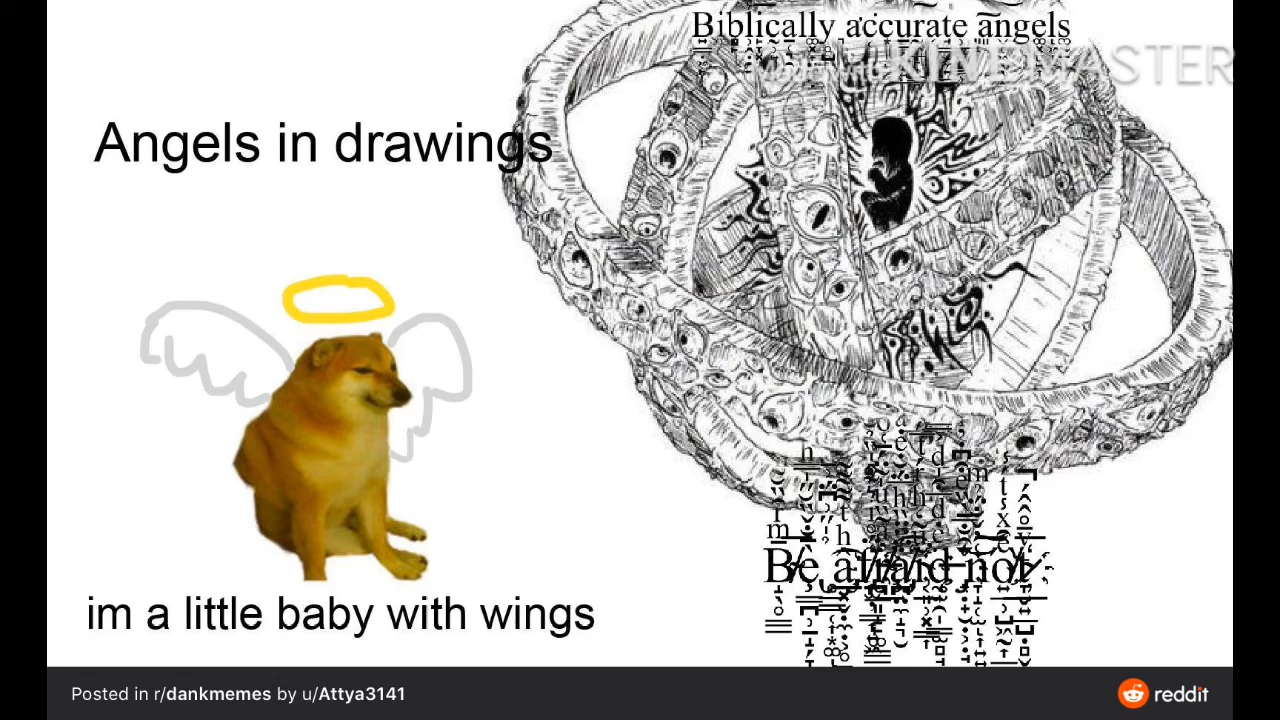 Biblically accurate angels
KINEMASTER
Angels in drawings
im a little baby with wings
Be afraid not
Posted in r/dankmemes by u/Attya3141
reddit